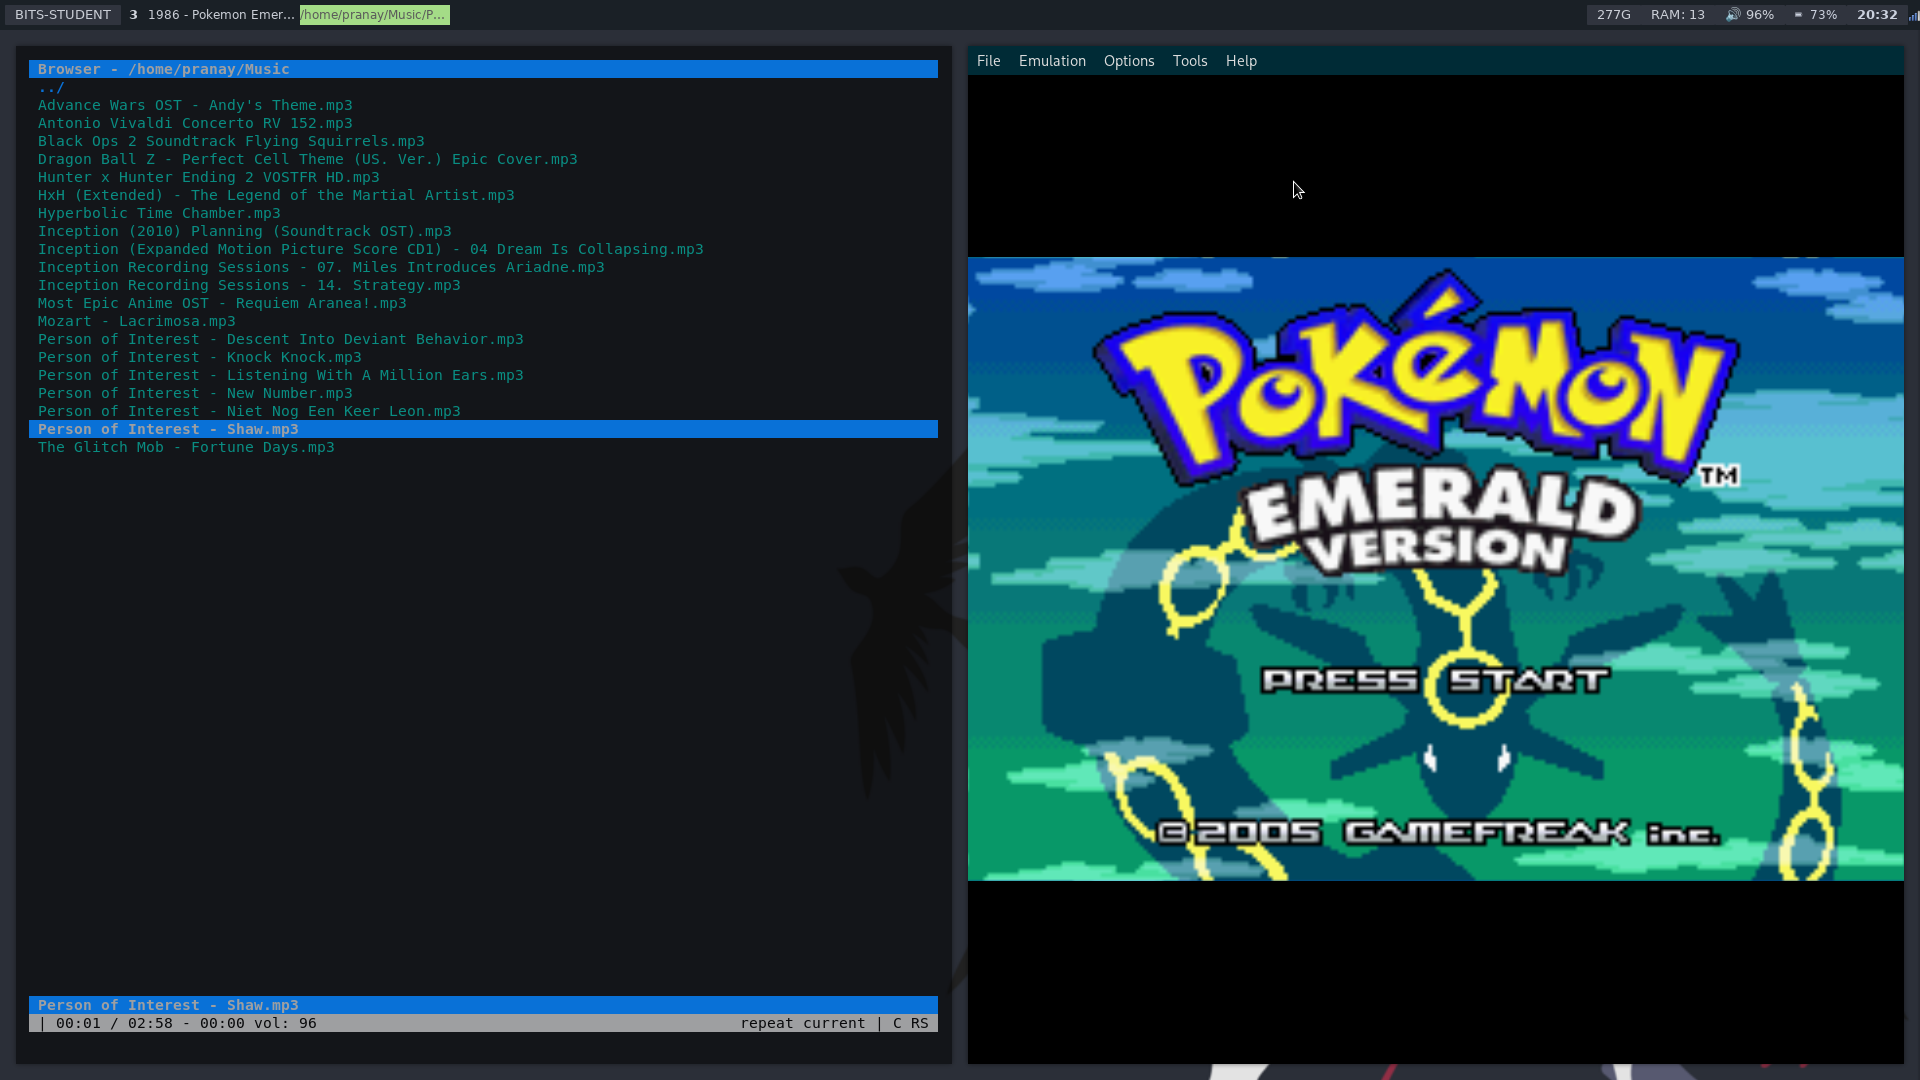 BITS-STUDENT 3 1986 - Pokemon Emer... /home/pranay/Music/P... 277G RAM: 13 96% 73% 20:32
Browser - /home/pranay/Music
../
Advance Wars OST - Andy's Theme.mp3
Antonio Vivaldi Concerto RV 152.mp3
Black Ops 2 Soundtrack Flying Squirrels.mp3
Dragon Ball Z - Perfect Cell Theme (US. Ver.) Epic Cover.mp3
Hunter x Hunter Ending 2 VOSTFR HD.mp3
HxH (Extended) - The Legend of the Martial Artist.mp3
Hyperbolic Time Chamber.mp3
Inception (2010) Planning (Soundtrack OST).mp3
Inception (Expanded Motion Picture Score CD1) - 04 Dream Is Collapsing.mp3
Inception Recording Sessions - 07. Miles Introduces Ariadne.mp3
Inception Recording Sessions - 14. Strategy.mp3
Most Epic Anime OST - Requiem Aranea!.mp3
Mozart - Lacrimosa.mp3
Person of Interest - Descent Into Deviant Behavior.mp3
Person of Interest - Knock Knock.mp3
Person of Interest - Listening With A Million Ears.mp3
Person of Interest - New Number.mp3
Person of Interest - Niet Nog Een Keer Leon.mp3
Person of Interest - Shaw.mp3
The Glitch Mob - Fortune Days.mp3
Person of Interest - Shaw.mp3
| 00:01 / 02:58 - 00:00 vol: 96 repeat current | C RS
File Emulation Options Tools Help
POKéMON
TM
EMERALD
VERSION
PRESS START
©2005 GAMEFREAK inc.